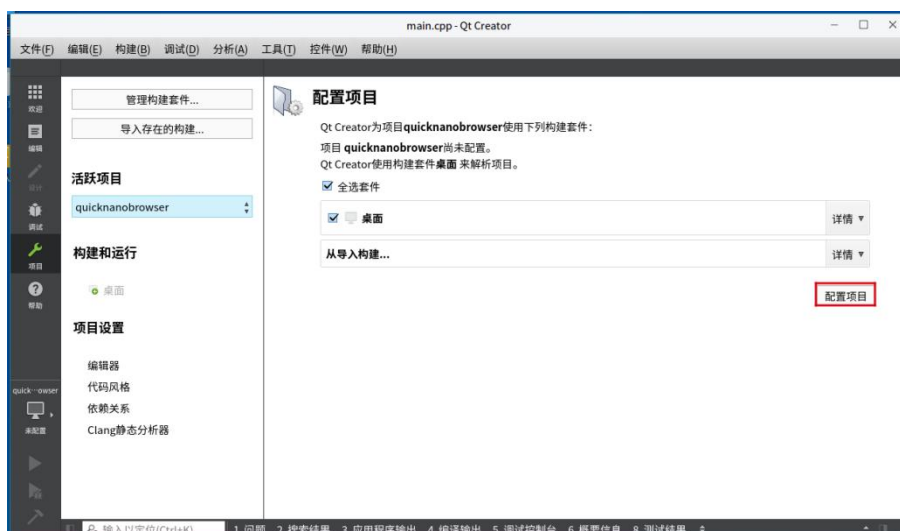 main.cpp - Qt Creator
文件(F) 编辑(E) 构建(B) 调试(D) 分析(A) 工具(T) 控件(W) 帮助(H)
欢迎
编辑
设计
调试
项目
帮助
quick···owser
未配置
管理构建套件...
导入存在的构建...
活跃项目
quicknanobrowser
构建和运行
桌面
项目设置
编辑器
代码风格
依赖关系
Clang静态分析器
配置项目
Qt Creator为项目quicknanobrowser使用下列构建套件：
项目 quicknanobrowser尚未配置。
Qt Creator使用构建套件桌面 来解析项目。
全选套件
桌面 详情
从导入构建... 详情
配置项目
输入以定位(Ctrl+K) 1 问题 2 搜索结果 3 应用程序输出 4 编译输出 5 调试控制台 6 概要信息 8 测试结果